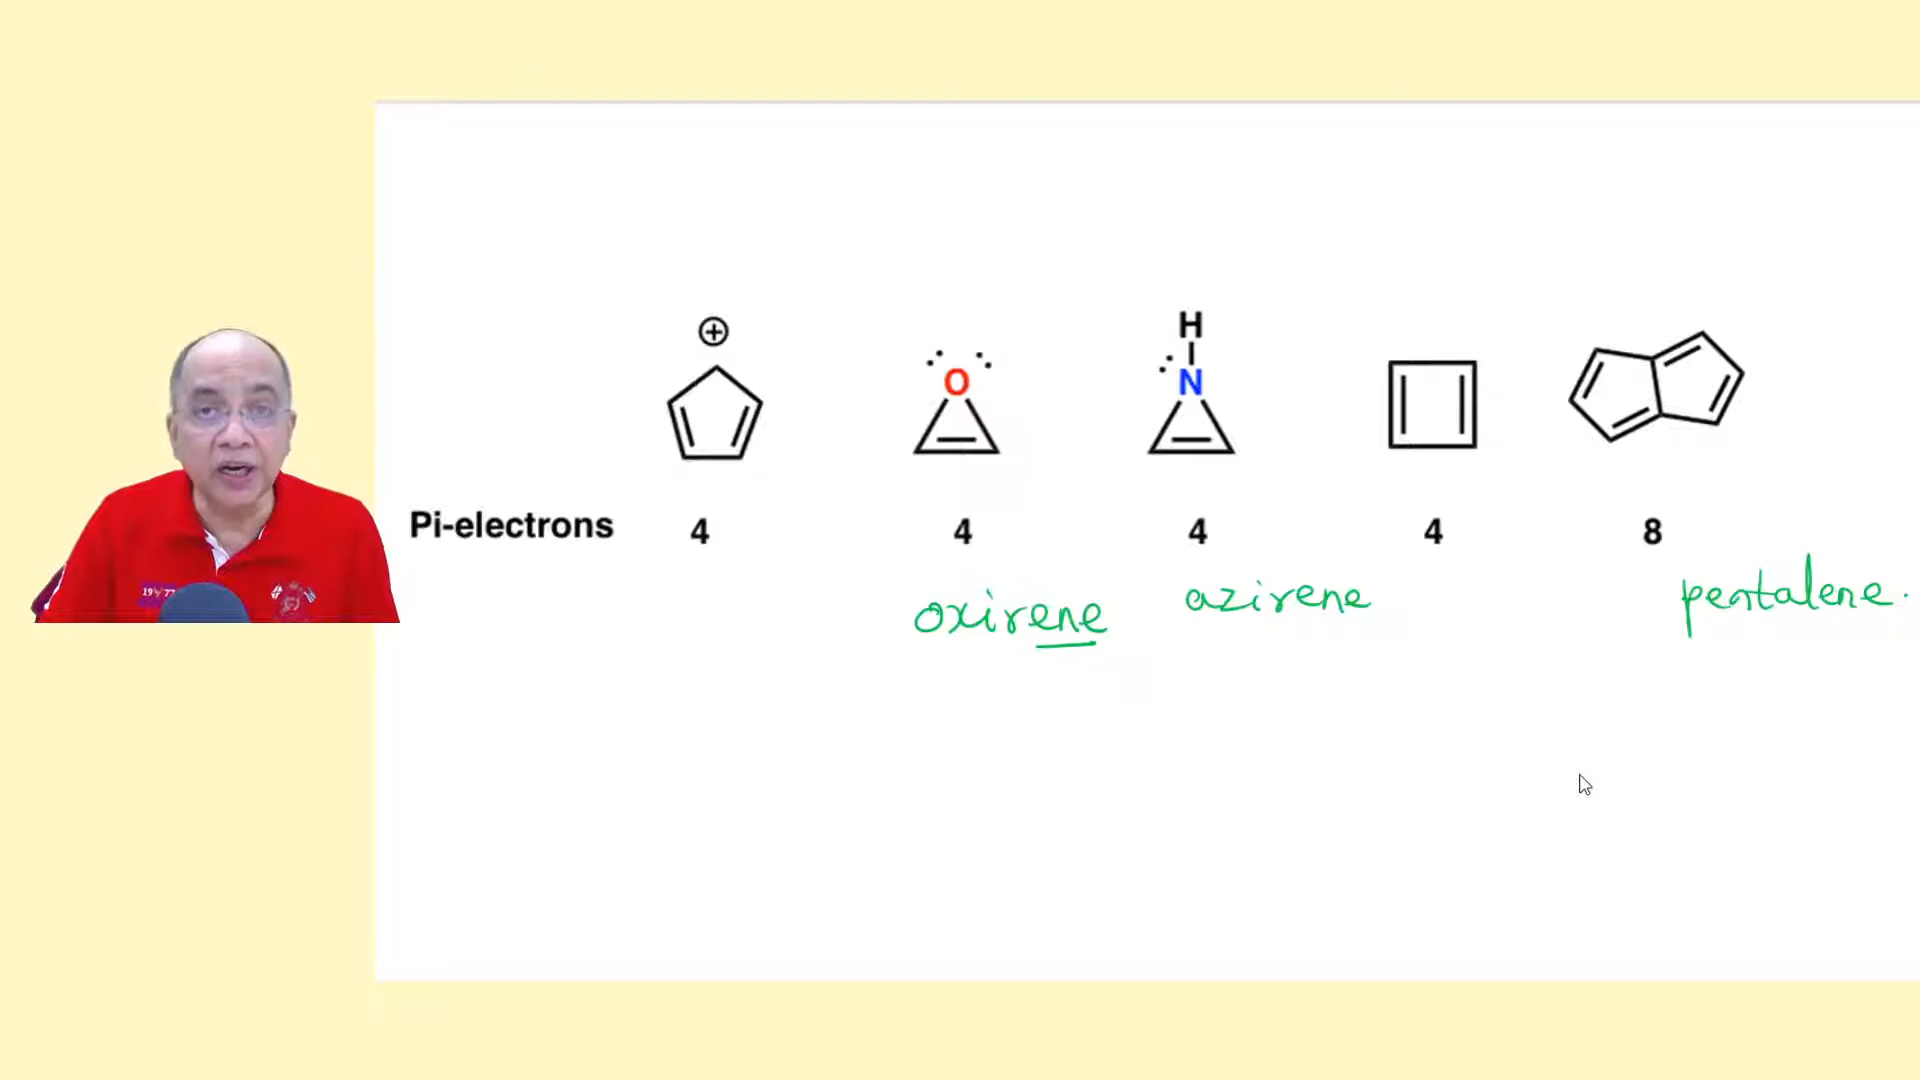 ⊕
H
O
N
Pi-electrons 4 4 4 4 8
oxirene azirene pentalene.